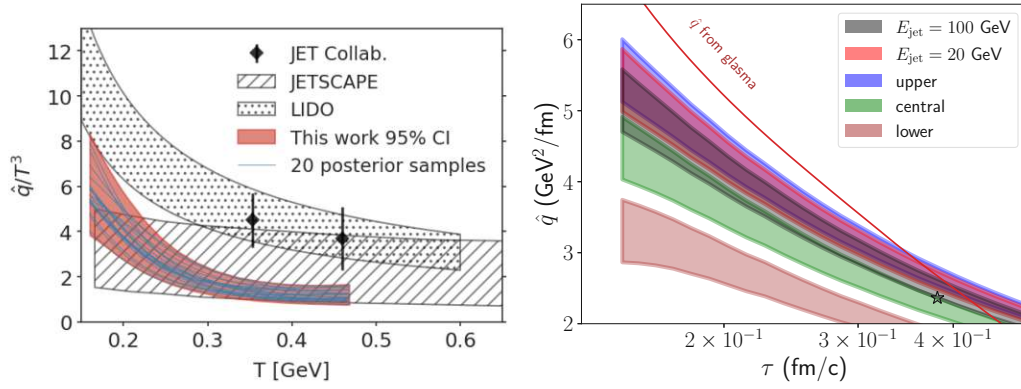 12
10
8
6
4
2
0
q̂/T³
JET Collab.
JETSCAPE
LIDO
This work 95% CI
20 posterior samples
0.2 0.3 0.4 0.5 0.6
T [GeV]
6
5
4
3
2
q̂ (GeV²/fm)
q̂ from glasma
E_jet = 100 GeV
E_jet = 20 GeV
upper
central
lower
2 × 10⁻¹ 3 × 10⁻¹ 4 × 10⁻¹
τ (fm/c)